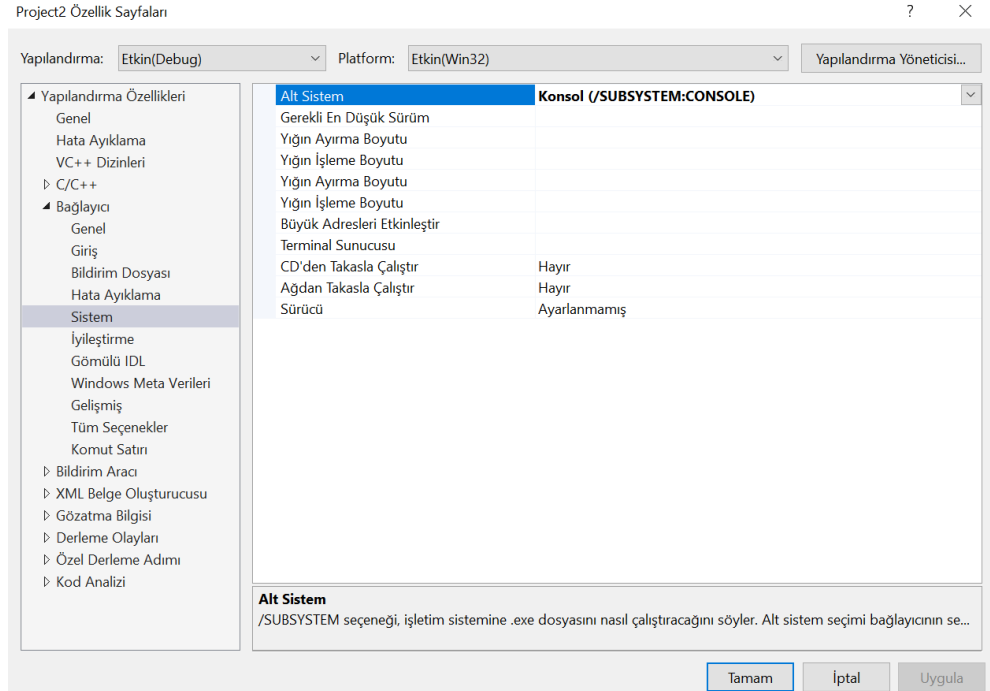 Project2 Özellik Sayfaları
?
Yapılandırma: Etkin(Debug) Platform: Etkin(Win32) Yapılandırma Yöneticisi...
Yapılandırma Özellikleri
Genel
Hata Ayıklama
VC++ Dizinleri
C/C++
Bağlayıcı
Genel
Giriş
Bildirim Dosyası
Hata Ayıklama
Sistem
İyileştirme
Gömülü IDL
Windows Meta Verileri
Gelişmiş
Tüm Seçenekler
Komut Satırı
Bildirim Aracı
XML Belge Oluşturucusu
Gözatma Bilgisi
Derleme Olayları
Özel Derleme Adımı
Kod Analizi
Alt Sistem Konsol (/SUBSYSTEM:CONSOLE)
Gerekli En Düşük Sürüm
Yığın Ayırma Boyutu
Yığın İşleme Boyutu
Yığın Ayırma Boyutu
Yığın İşleme Boyutu
Büyük Adresleri Etkinleştir
Terminal Sunucusu
CD'den Takasla Çalıştır Hayır
Ağdan Takasla Çalıştır Hayır
Sürücü Ayarlanmamış
Alt Sistem
/SUBSYSTEM seçeneği, işletim sistemine .exe dosyasını nasıl çalıştıracağını söyler. Alt sistem seçimi bağlayıcının se...
Tamam İptal Uygula